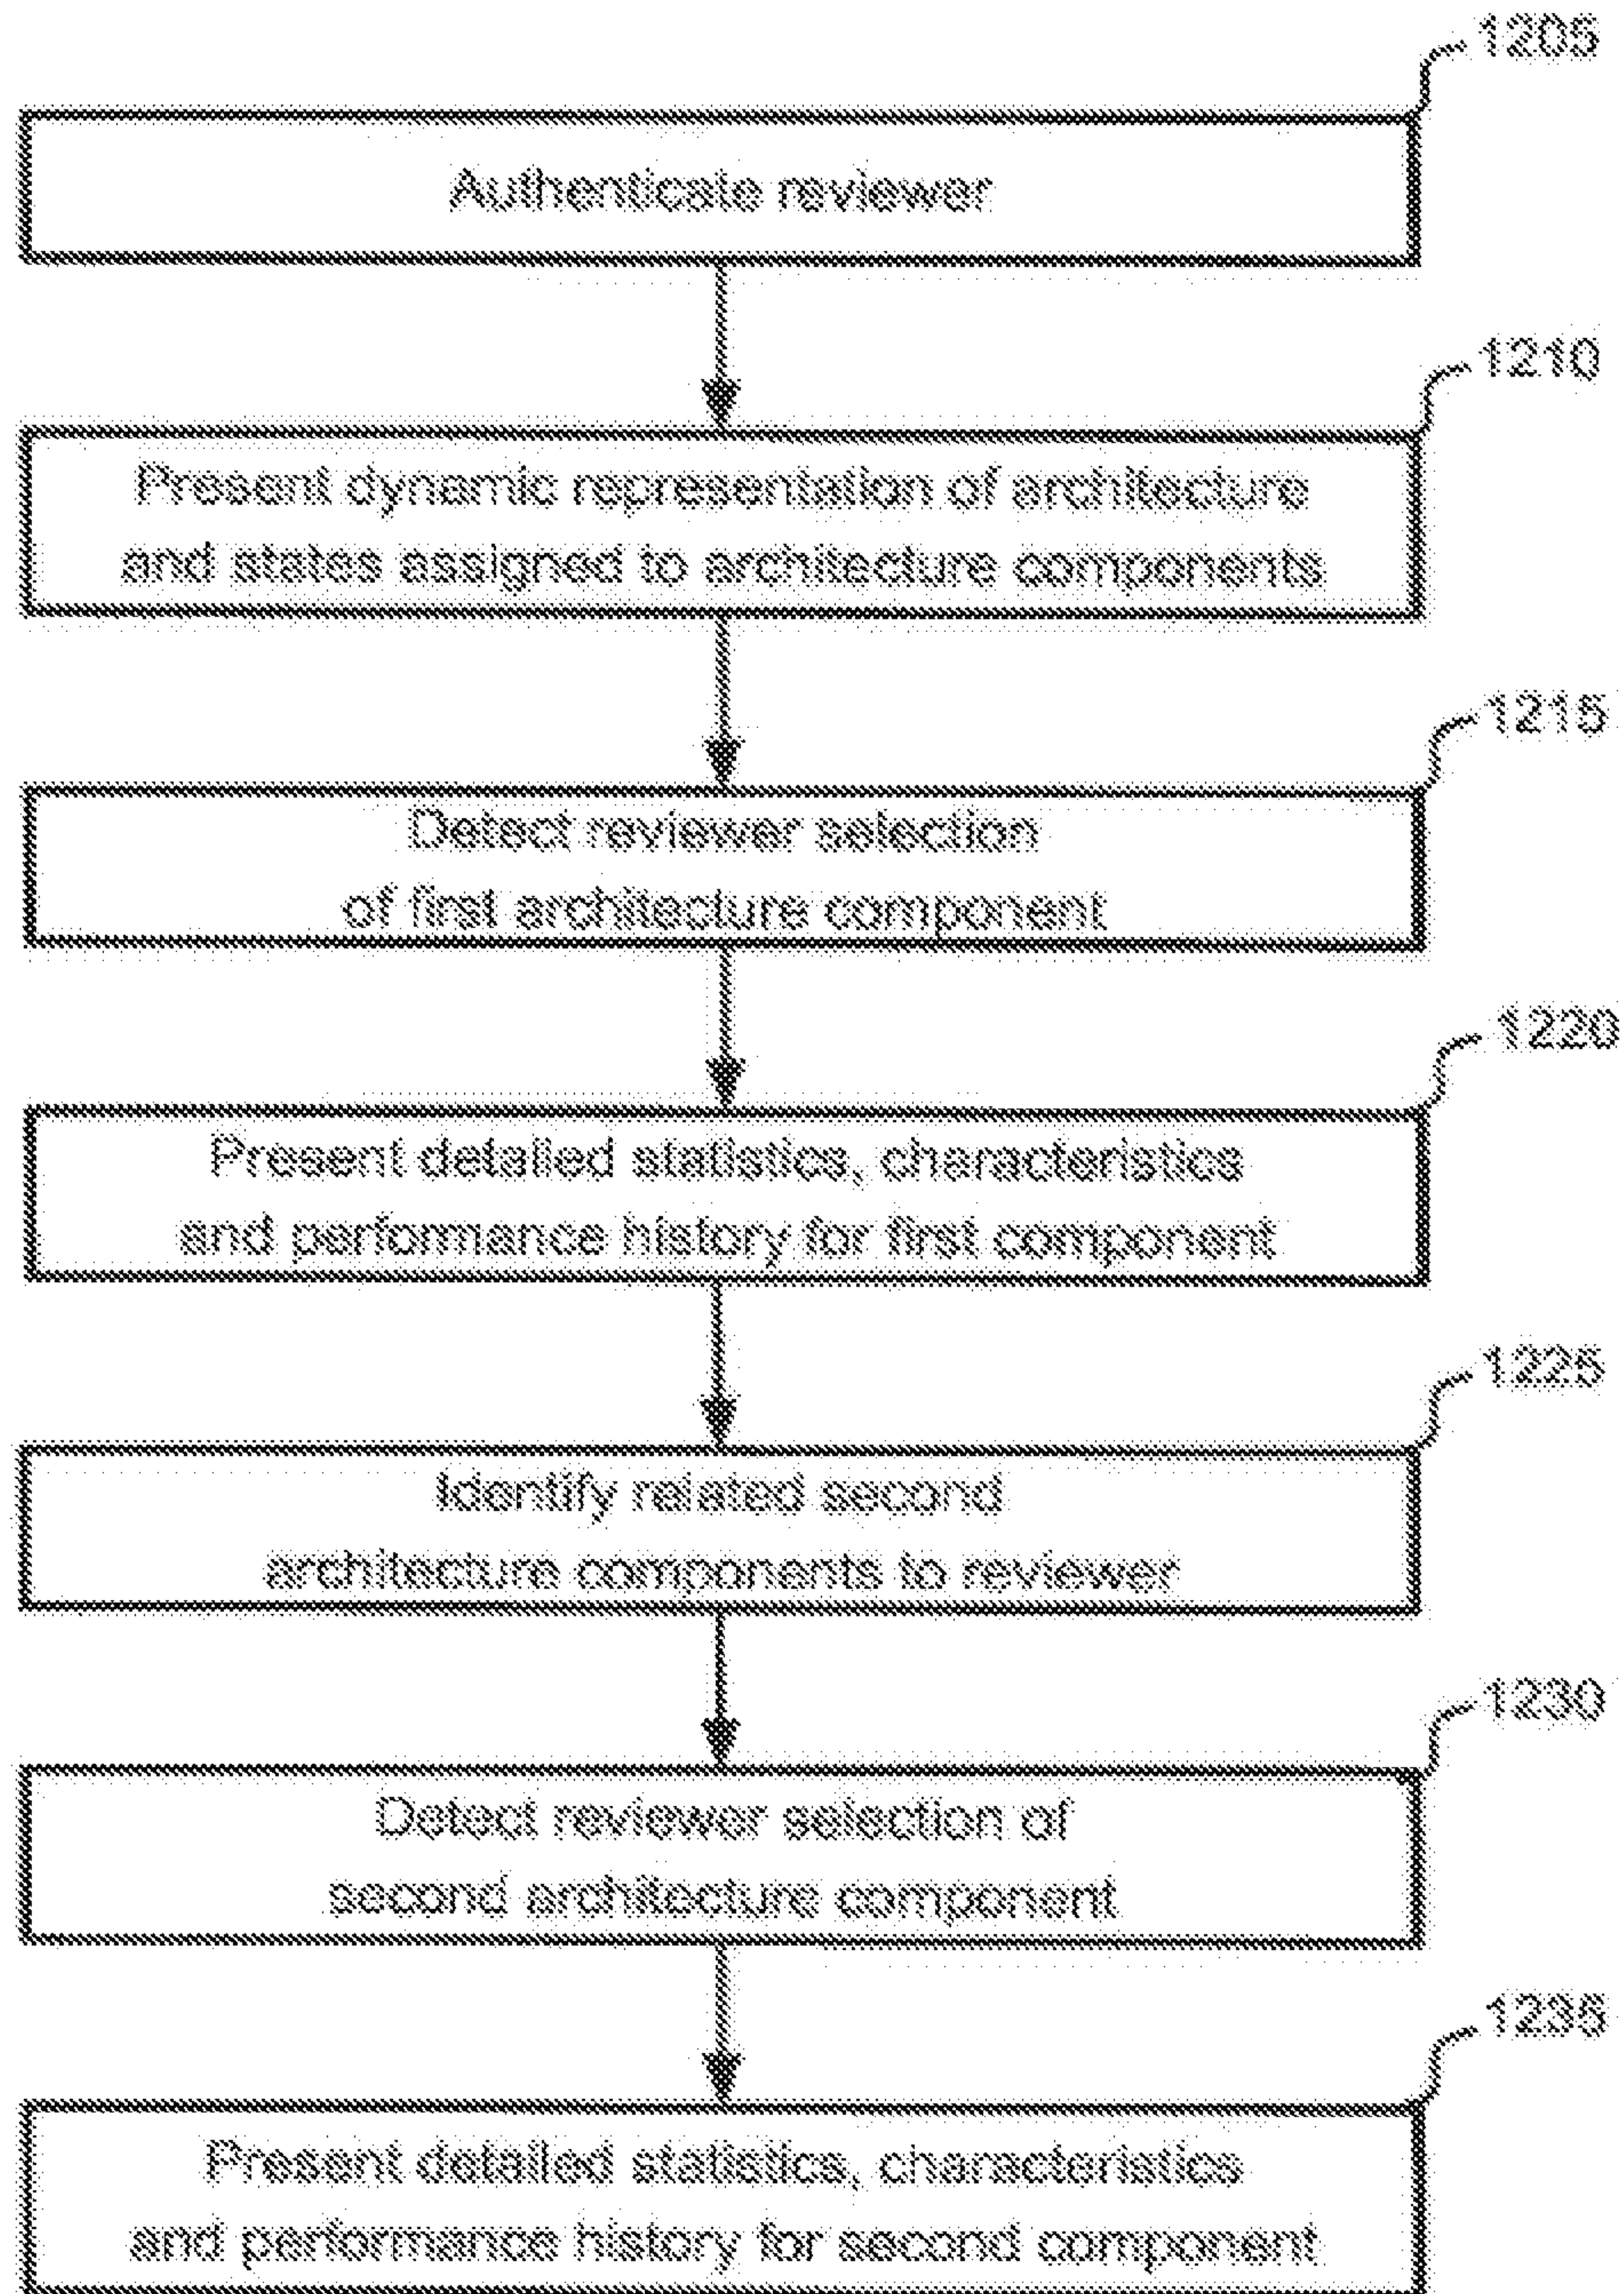 1205
Authenticate reviewer
1210
Present dynamic representation of architecture
and states assigned to architecture components
1215
Detect reviewer selection
of first architecture component
1220
Present detailed statistics, characteristics
and performance history for first component
1225
Identify related second
architecture components to reviewer
1230
Detect reviewer selection of
second architecture component
1235
Present detailed statistics, characteristics
and performance history for second component